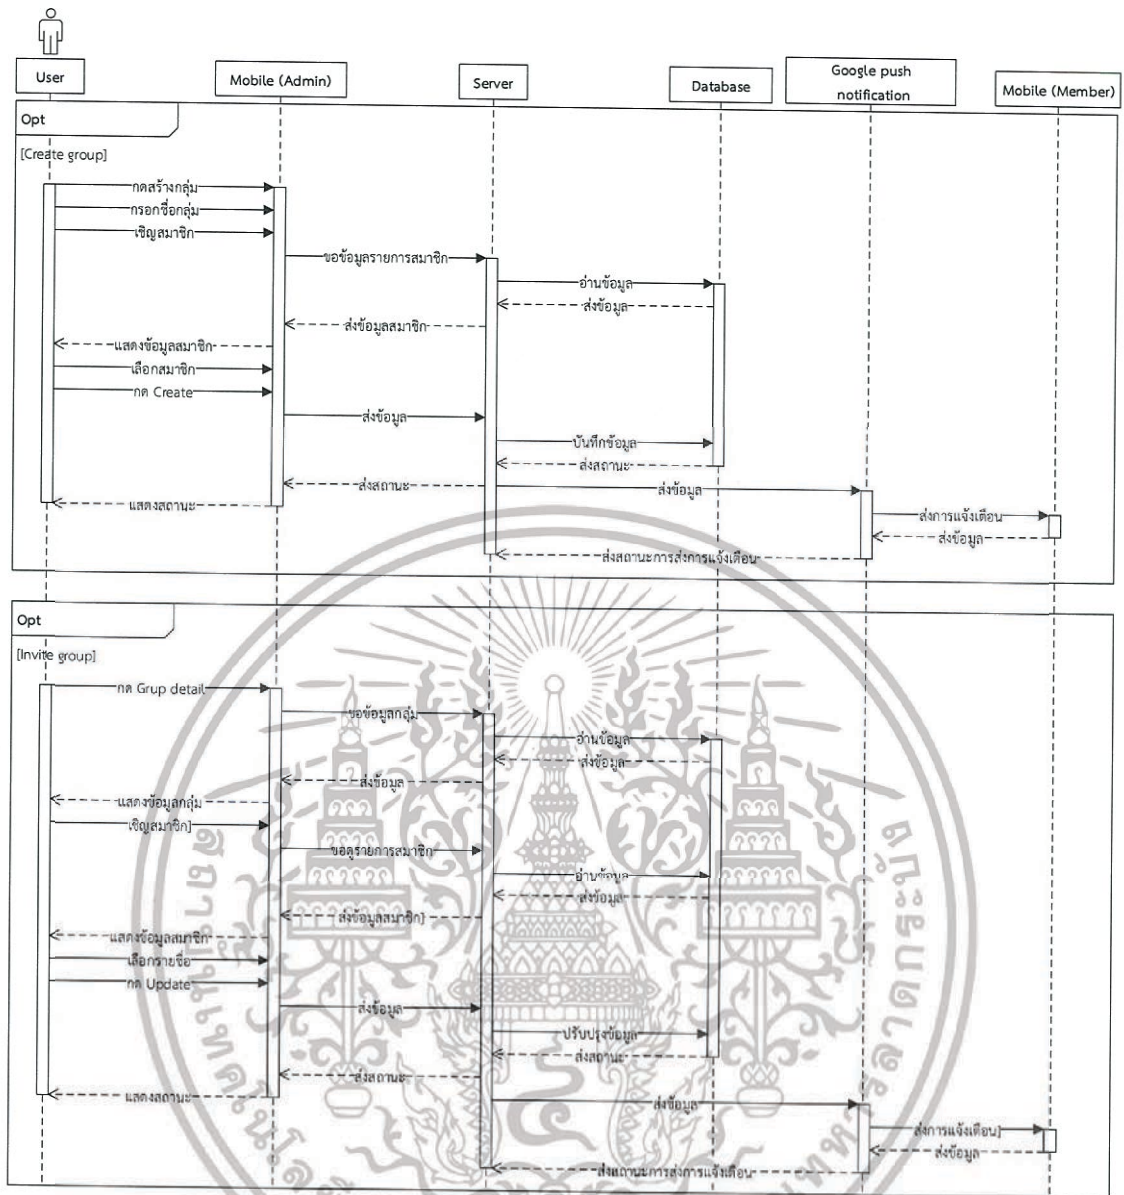 User
Mobile (Admin)
Server
Database
Google push
notification
Mobile (Member)
Opt
[Create group]
กดสร้างกลุ่ม
กรอกชื่อกลุ่ม
เชิญสมาชิก
ขอข้อมูลรายการสมาชิก
อ่านข้อมูล
ส่งข้อมูล
ส่งข้อมูลสมาชิก
แสดงข้อมูลสมาชิก
เลือกสมาชิก
กด Create
ส่งข้อมูล
บันทึกข้อมูล
ส่งสถานะ
ส่งสถานะ
ส่งข้อมูล
แสดงสถานะ
ส่งการแจ้งเตือน
ส่งข้อมูล
ส่งสถานะการส่งการแจ้งเตือน
Opt
[Invite group]
กด Grup detail
ขอข้อมูลกลุ่ม
อ่านข้อมูล
ส่งข้อมูล
ส่งข้อมูล
แสดงข้อมูลกลุ่ม
เชิญสมาชิก]
ขอดูรายการสมาชิก
อ่านข้อมูล
ส่งข้อมูล
ส่งข้อมูลสมาชิก]
แสดงข้อมูลสมาชิก
เลือกรายชื่อ
กด Update
ส่งข้อมูล
ปรับปรุงข้อมูล
ส่งสถานะ
ส่งสถานะ
แสดงสถานะ
ส่งข้อมูล
ส่งการแจ้งเตือน]
ส่งข้อมูล
ส่งสถานะการส่งการแจ้งเตือน